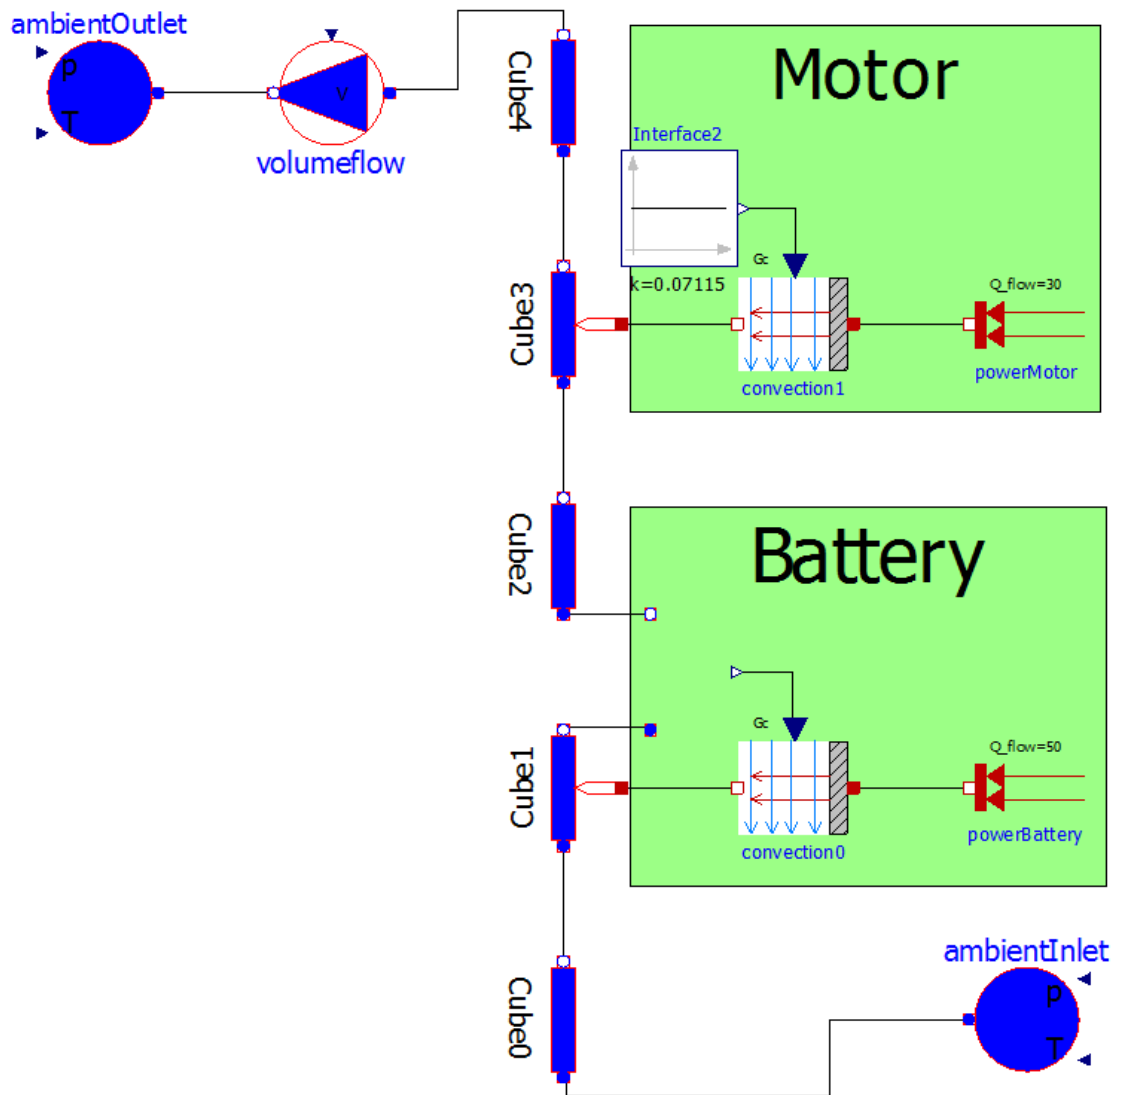 ambientOutlet
p
T
v
volumeflow
Cube4
Motor
Interface2
k=0.07115
Gc
convection1
Q_flow=30
powerMotor
Cube3
Cube2
Battery
Gc
convection0
Q_flow=50
powerBattery
Cube1
Cube0
ambientInlet
p
T